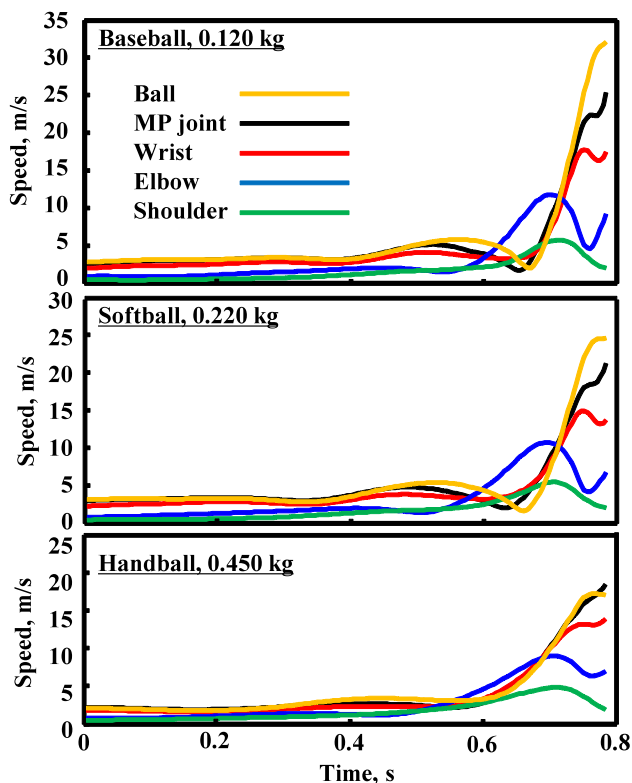 Baseball, 0.120 kg
Ball
MP joint
Wrist
Elbow
Shoulder
Speed, m/s
35
30
25
20
15
10
5
0
Softball, 0.220 kg
Speed, m/s
30
25
20
15
10
5
0
Handball, 0.450 kg
Speed, m/s
25
20
15
10
5
0
0 0.2 0.4 0.6 0.8
Time, s